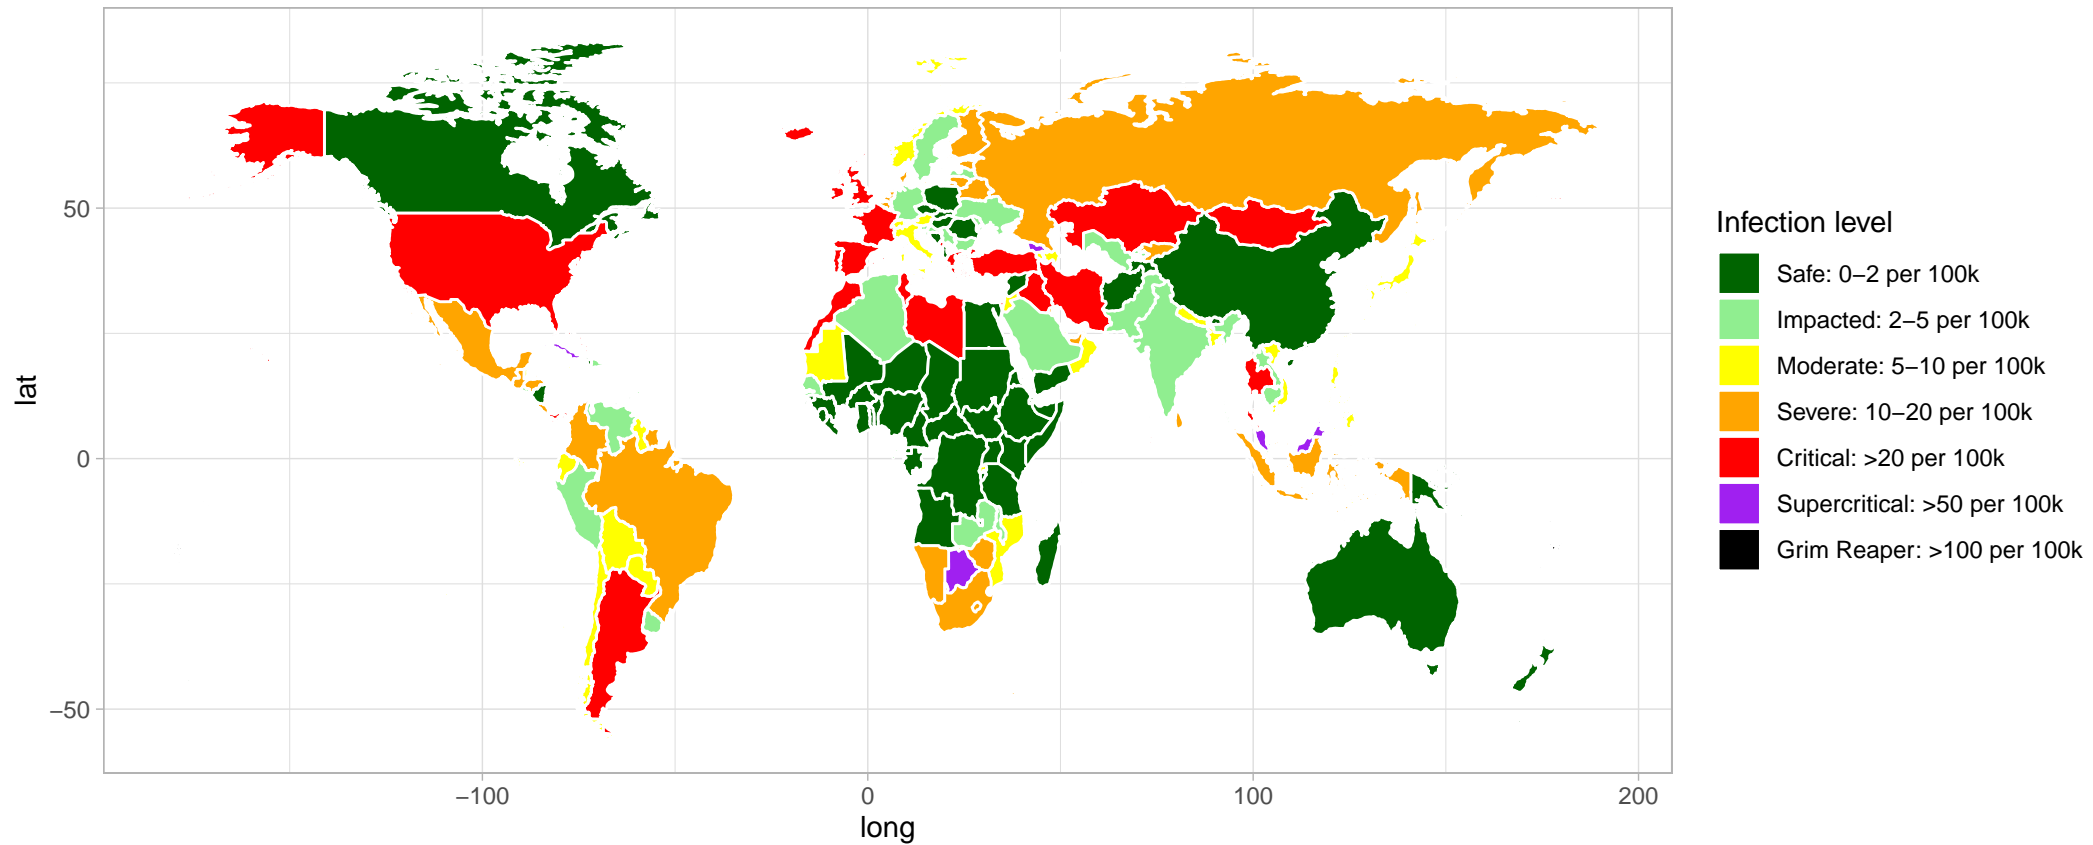 50
0
−50
lat
−100
0
100
200
long
Infection level
Safe: 0−2 per 100k
Impacted: 2−5 per 100k
Moderate: 5−10 per 100k
Severe: 10−20 per 100k
Critical: >20 per 100k
Supercritical: >50 per 100k
Grim Reaper: >100 per 100k